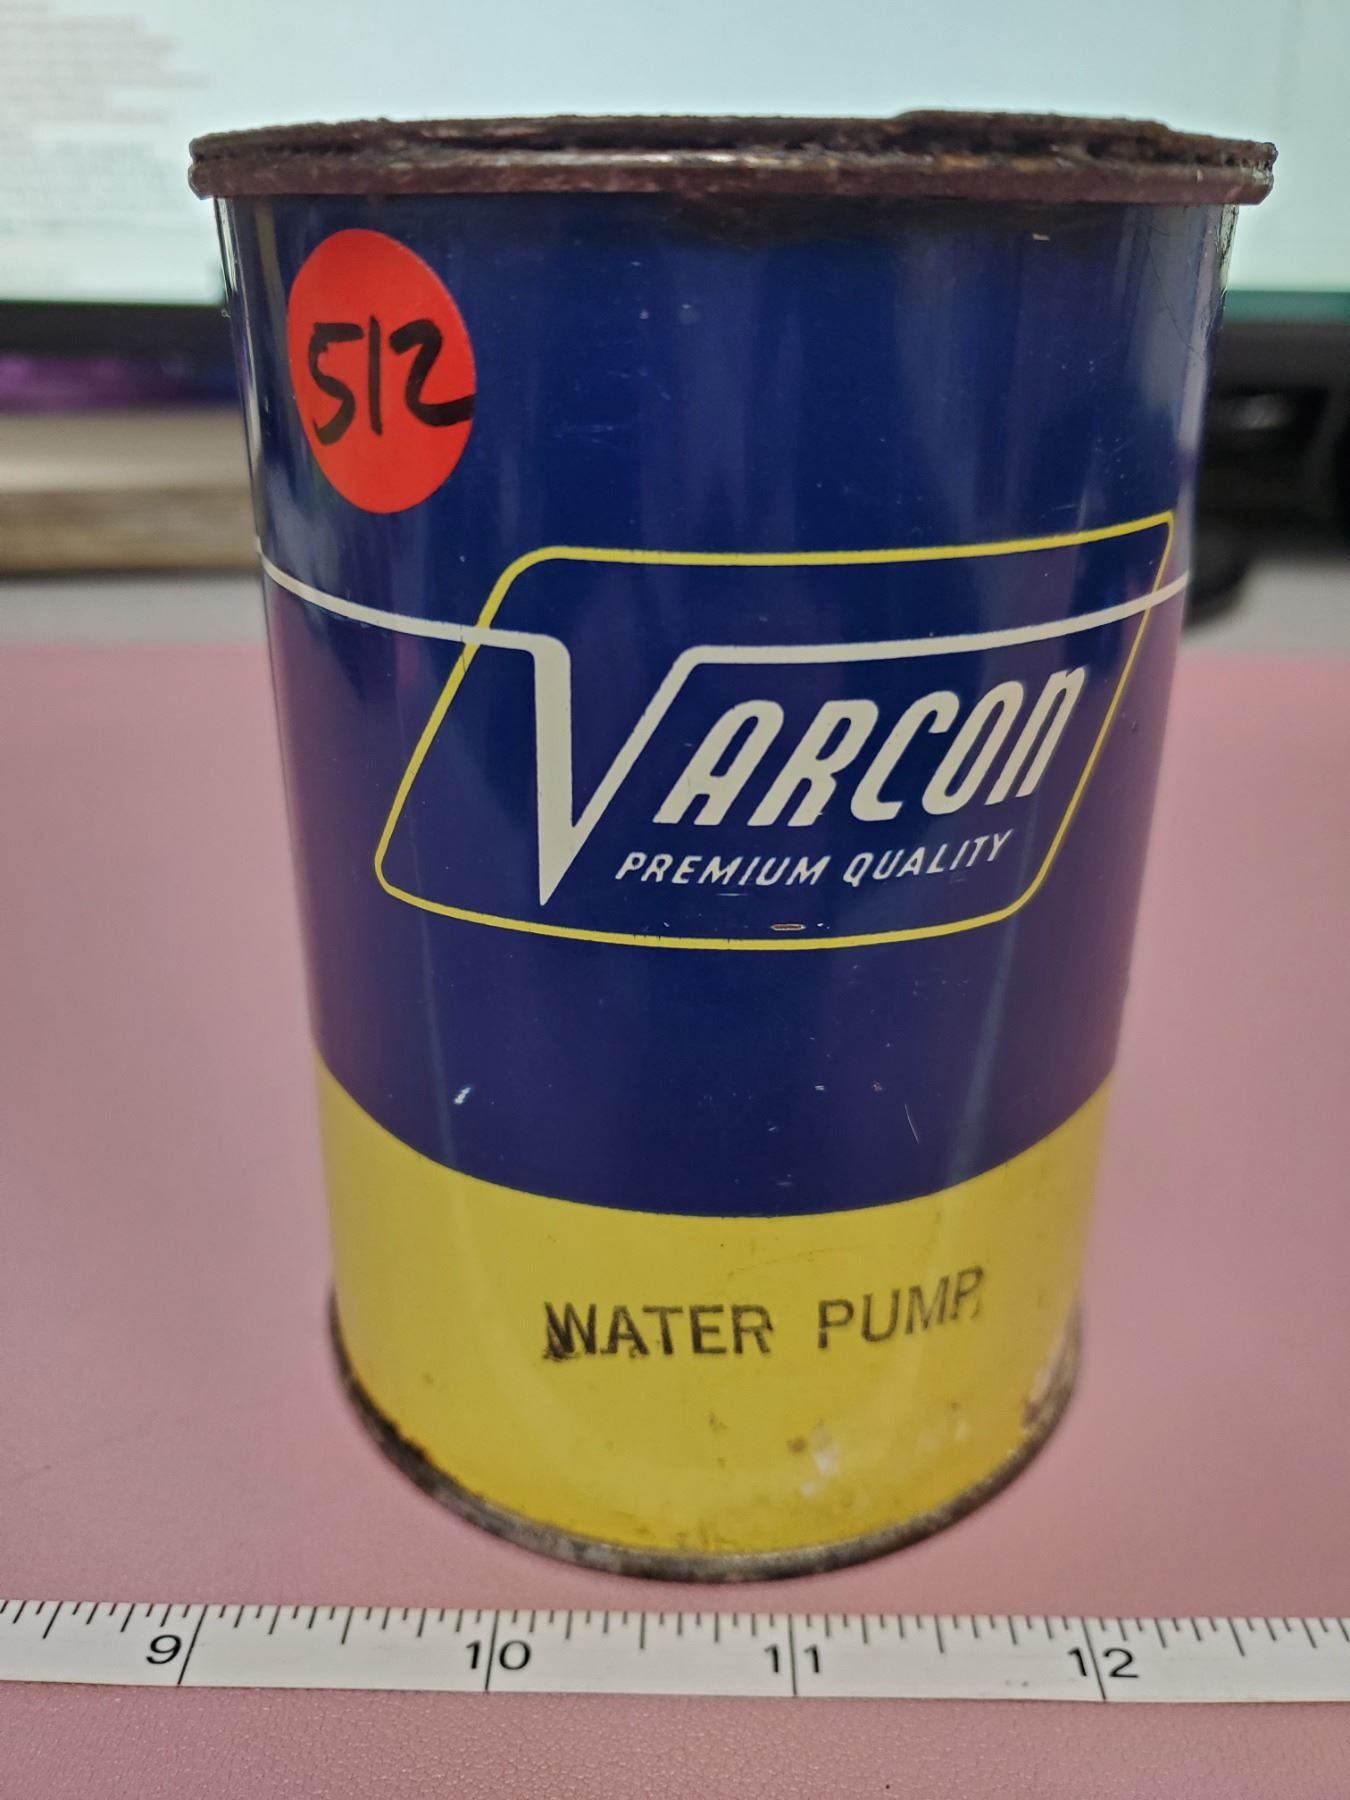 512
VARCON
PREMIUM QUALITY
WATER PUMP
9 10 11 12